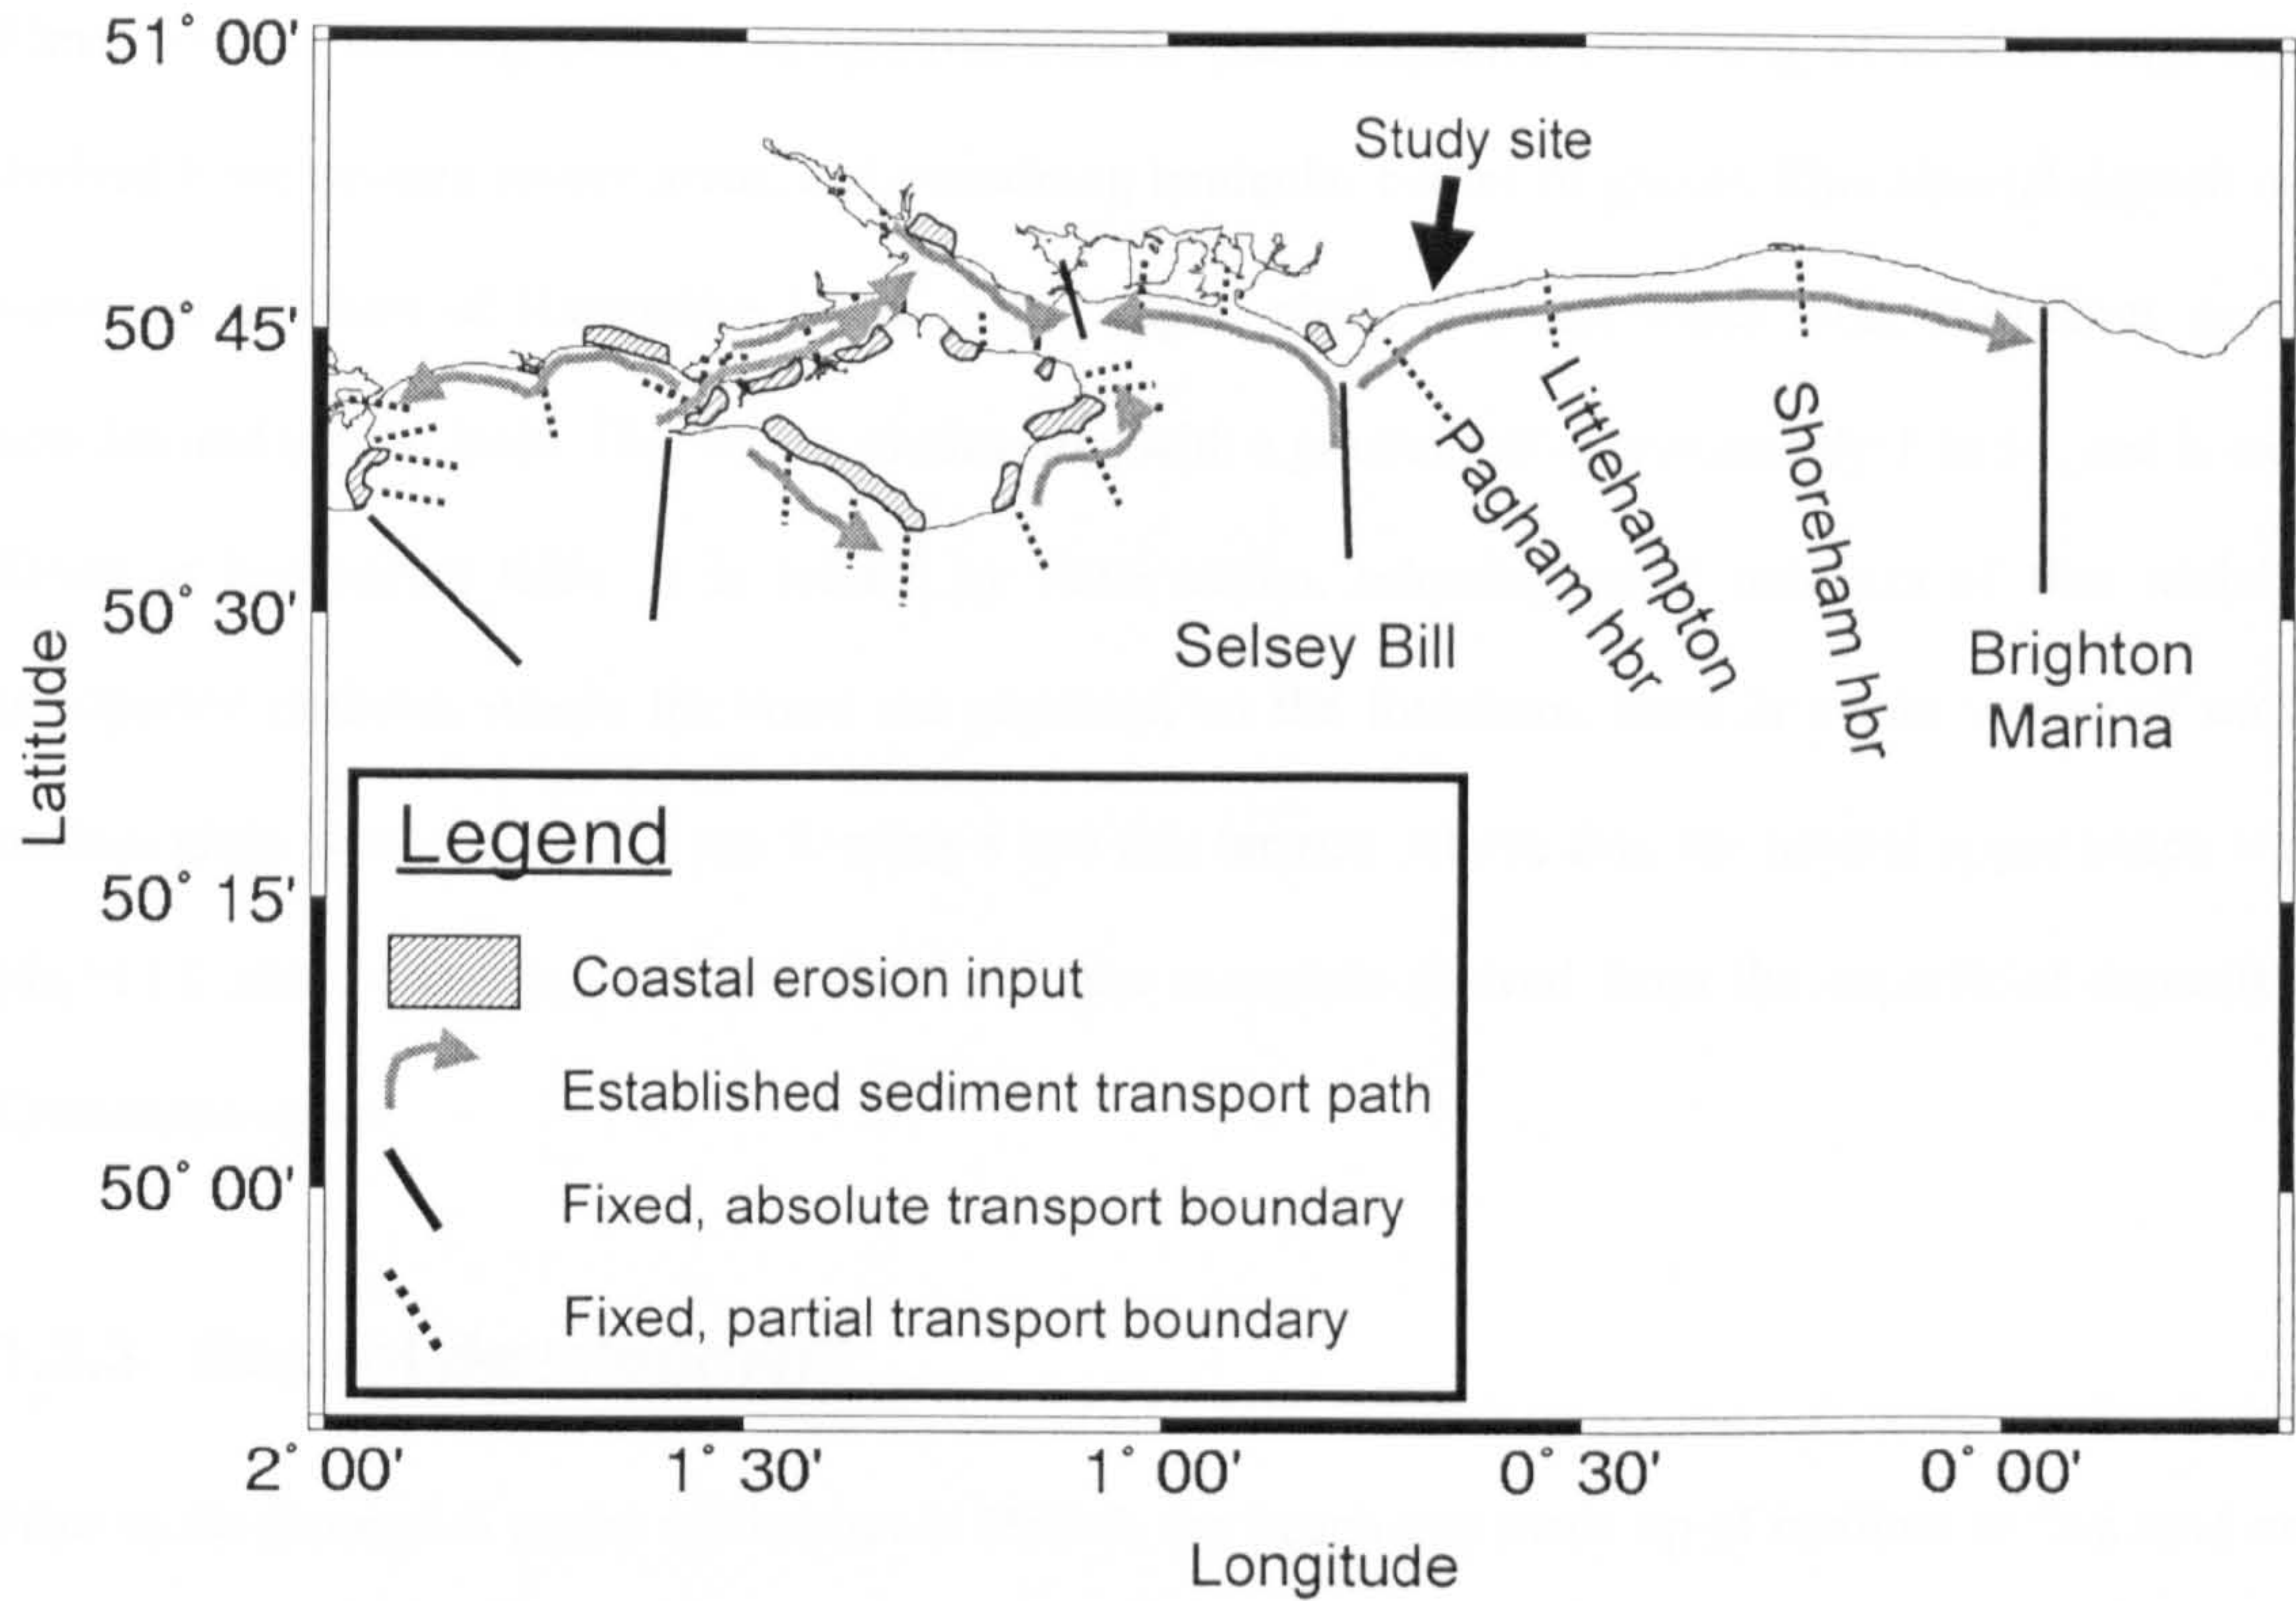 51° 00'
Study site
50° 45'
50° 30'
50° 15'
50° 00'
Latitude
Selsey Bill
Pagham hbr
Littlehampton
Shoreham hbr
Brighton
Marina
Legend
Coastal erosion input
Established sediment transport path
Fixed, absolute transport boundary
Fixed, partial transport boundary
2° 00'
1° 30'
1° 00'
0° 30'
0° 00'
Longitude